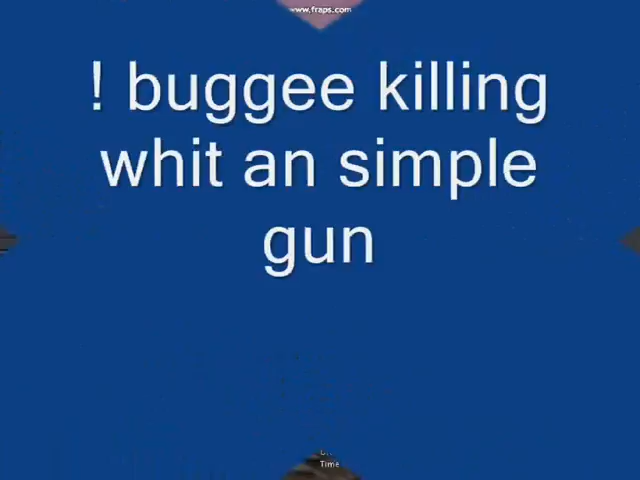 www.fraps.com
! buggee killing
whit an simple
gun
Time